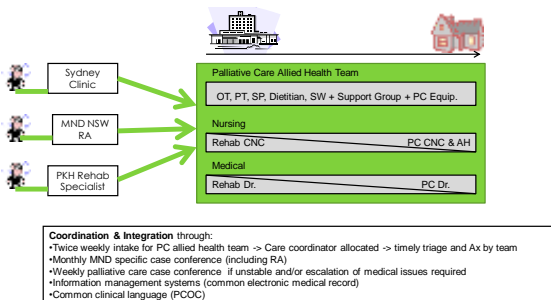 Sydney
Clinic
MND NSW
RA
PKH Rehab
Specialist
Palliative Care Allied Health Team
OT, PT, SP, Dietitian, SW + Support Group + PC Equip.
Nursing
Rehab CNC PC CNC & AH
Medical
Rehab Dr. PC Dr.
Coordination & Integration through:
•Twice weekly intake for PC allied health team -> Care coordinator allocated -> timely triage and Ax by team
•Monthly MND specific case conference (including RA)
•Weekly palliative care case conference if unstable and/or escalation of medical issues required
•Information management systems (common electronic medical record)
•Common clinical language (PCOC)